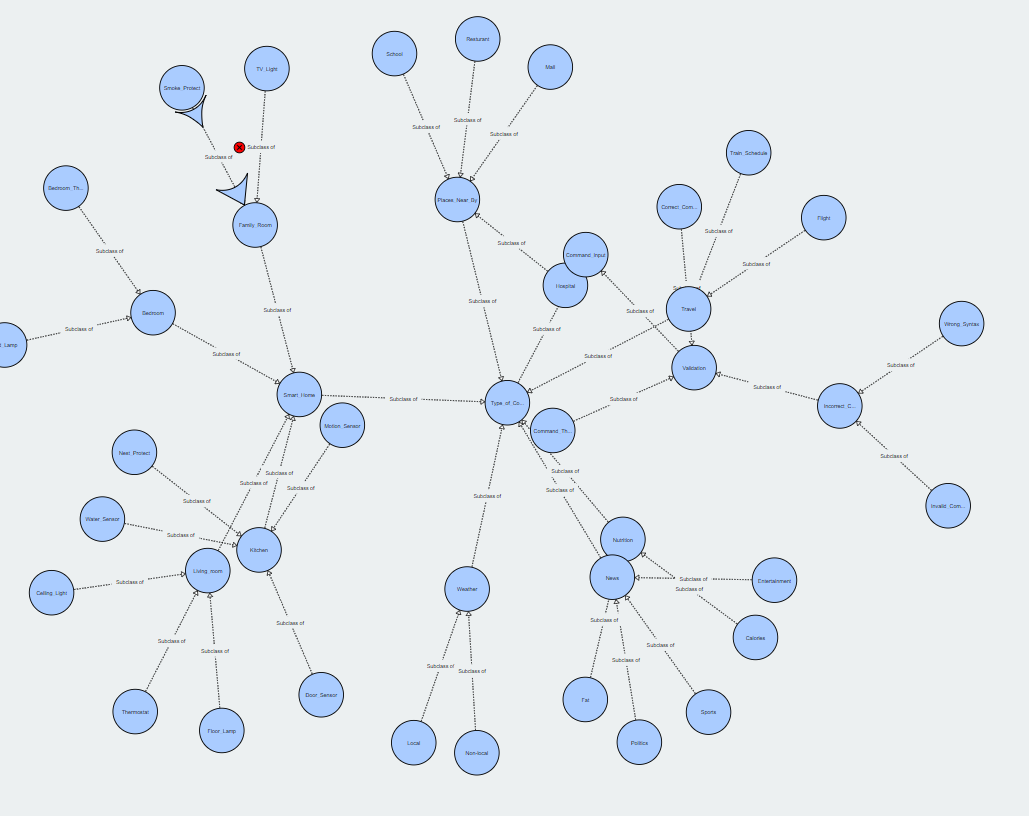 Resturant
School
Mall
TV_Light
Smoke_Protect
Subclass of
Subclass of
Subclass of
Subclass of
Subclass of
Train_Schedule
Subclass of
Bedroom_Th...
Places_Near_By
Correct_Com...
Flight
Family_Room
Subclass of
Subclass of
Subclass of
Command_Input
Subclass of
Hospital
Subclass of
Subclass of
Subclass of
Travel
Bedroom
Wrong_Syntax
Subclass of
Subclass of
_Lamp
Subclass of
Subclass of
Validation
Subclass of
Subclass of
Smart_Home
Subclass of
Subclass of
Type_of_Co...
Incorrect_C...
Motion_Sensor
Command_Th...
Nest_Protect
Subclass of
Subclass of
Subclass of
Subclass of
Subclass of
Subclass of
Subclass of
Subclass of
Invalid_Com...
Water_Sensor
Subclass of
Nutrition
Kitchen
Living_room
News
Subclass of
Entertainment
Subclass of
Weather
Subclass of
Ceiling_Light
Subclass of
Subclass of
Calories
Subclass of
Subclass of
Subclass of
Subclass of
Subclass of
Subclass of
Door_Sensor
Fat
Thermostat
Sports
Floor_Lamp
Local
Politics
Non-local